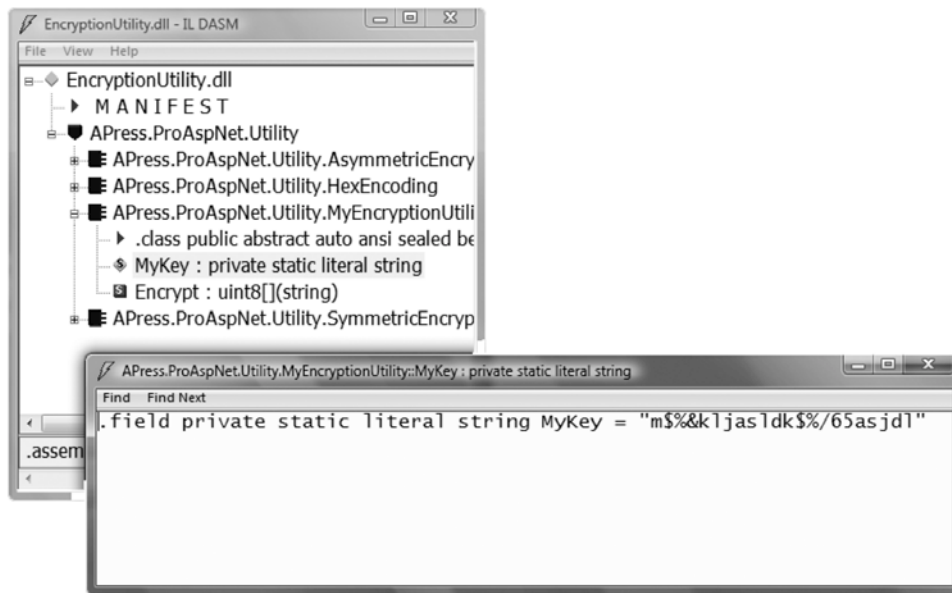 EncryptionUtility.dll - IL DASM
File View Help
EncryptionUtility.dll
M A N I F E S T
APress.ProAspNet.Utility
APress.ProAspNet.Utility.AsymmetricEncry
APress.ProAspNet.Utility.HexEncoding
APress.ProAspNet.Utility.MyEncryptionUtili
.class public abstract auto ansi sealed be
MyKey : private static literal string
Encrypt : uint8[](string)
APress.ProAspNet.Utility.SymmetricEncryp
.assem
APress.ProAspNet.Utility.MyEncryptionUtility::MyKey : private static literal string
Find Find Next
.field private static literal string MyKey = "m$%&kljasldk$%/65asjdl"